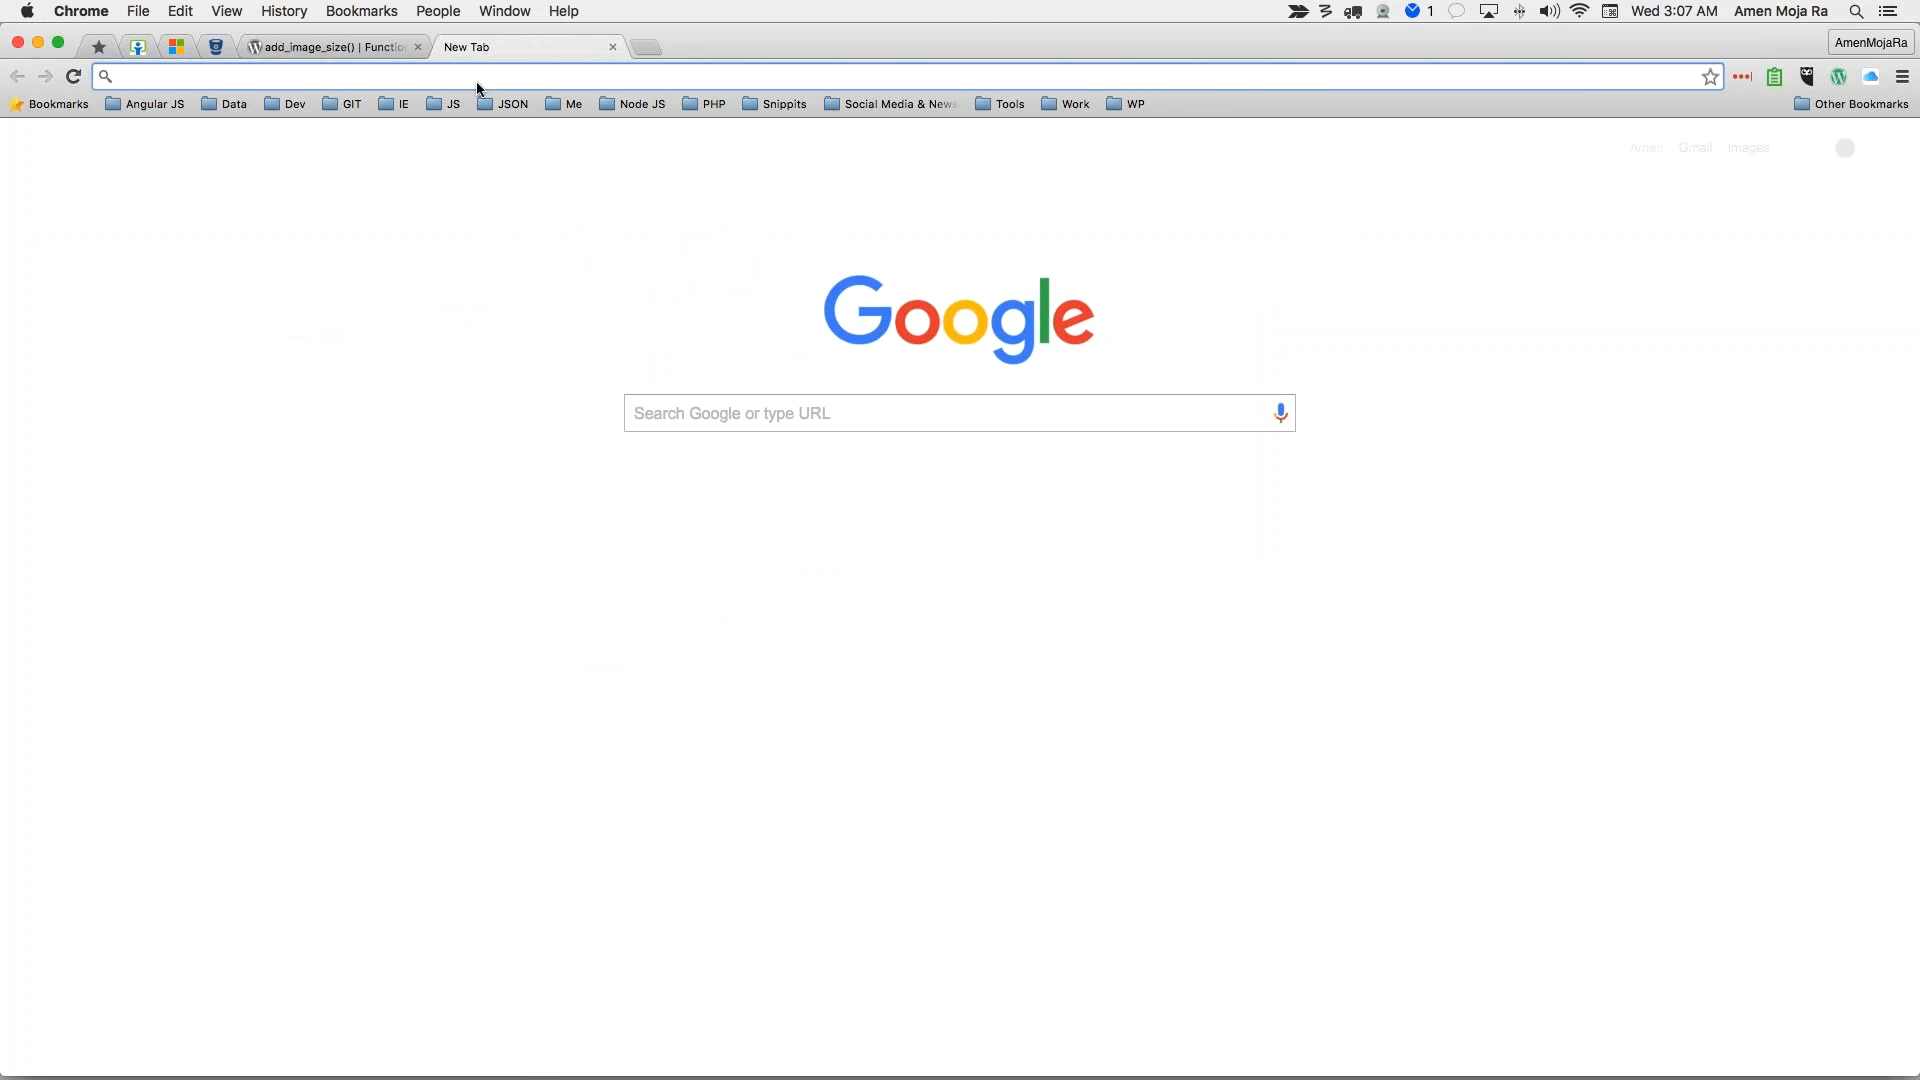 Chrome File Edit View History Bookmarks People Window Help 1 Wed 3:07 AM Amen Moja Ra
add_image_size() | Functio New Tab AmenMojaRa
Bookmarks Angular JS Data Dev GIT IE JS JSON Me Node JS PHP Snippits Social Media & News Tools Work WP Other Bookmarks
Amen Gmail Images
Google
Search Google or type URL